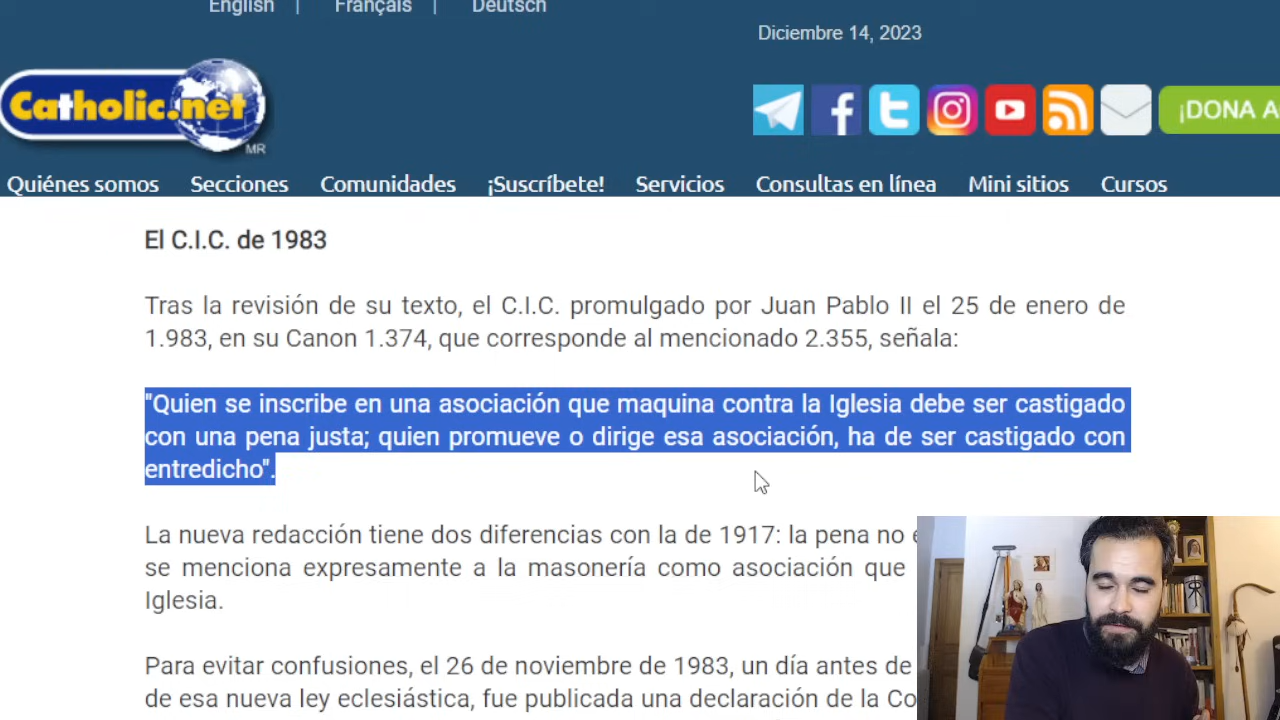 English | Français | Deutsch
Diciembre 14, 2023
Catholic.net
MR
¡DONA A
Quiénes somos Secciones Comunidades ¡Suscríbete! Servicios Consultas en línea Mini sitios Cursos
El C.I.C. de 1983
Tras la revisión de su texto, el C.I.C. promulgado por Juan Pablo II el 25 de enero de
1.983, en su Canon 1.374, que corresponde al mencionado 2.355, señala:
"Quien se inscribe en una asociación que maquina contra la Iglesia debe ser castigado
con una pena justa; quien promueve o dirige esa asociación, ha de ser castigado con
entredicho".
La nueva redacción tiene dos diferencias con la de 1917: la pena no
se menciona expresamente a la masonería como asociación que
Iglesia.
Para evitar confusiones, el 26 de noviembre de 1983, un día antes de
de esa nueva ley eclesiástica, fue publicada una declaración de la Co